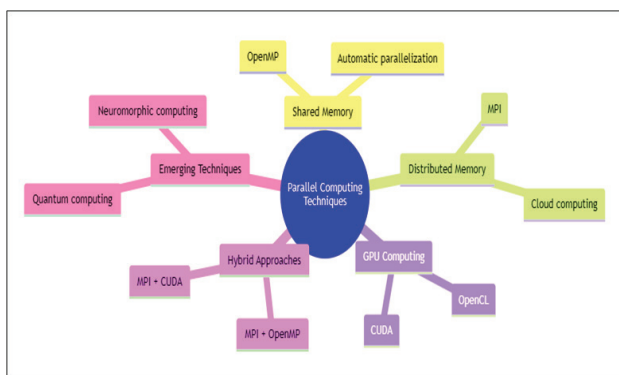 OpenMP
Automatic parallelization
Shared Memory
Neuromorphic computing
MPI
Emerging Techniques
Parallel Computing
Techniques
Distributed Memory
Quantum computing
Cloud computing
Hybrid Approaches
GPU Computing
MPI + CUDA
OpenCL
MPI + OpenMP
CUDA